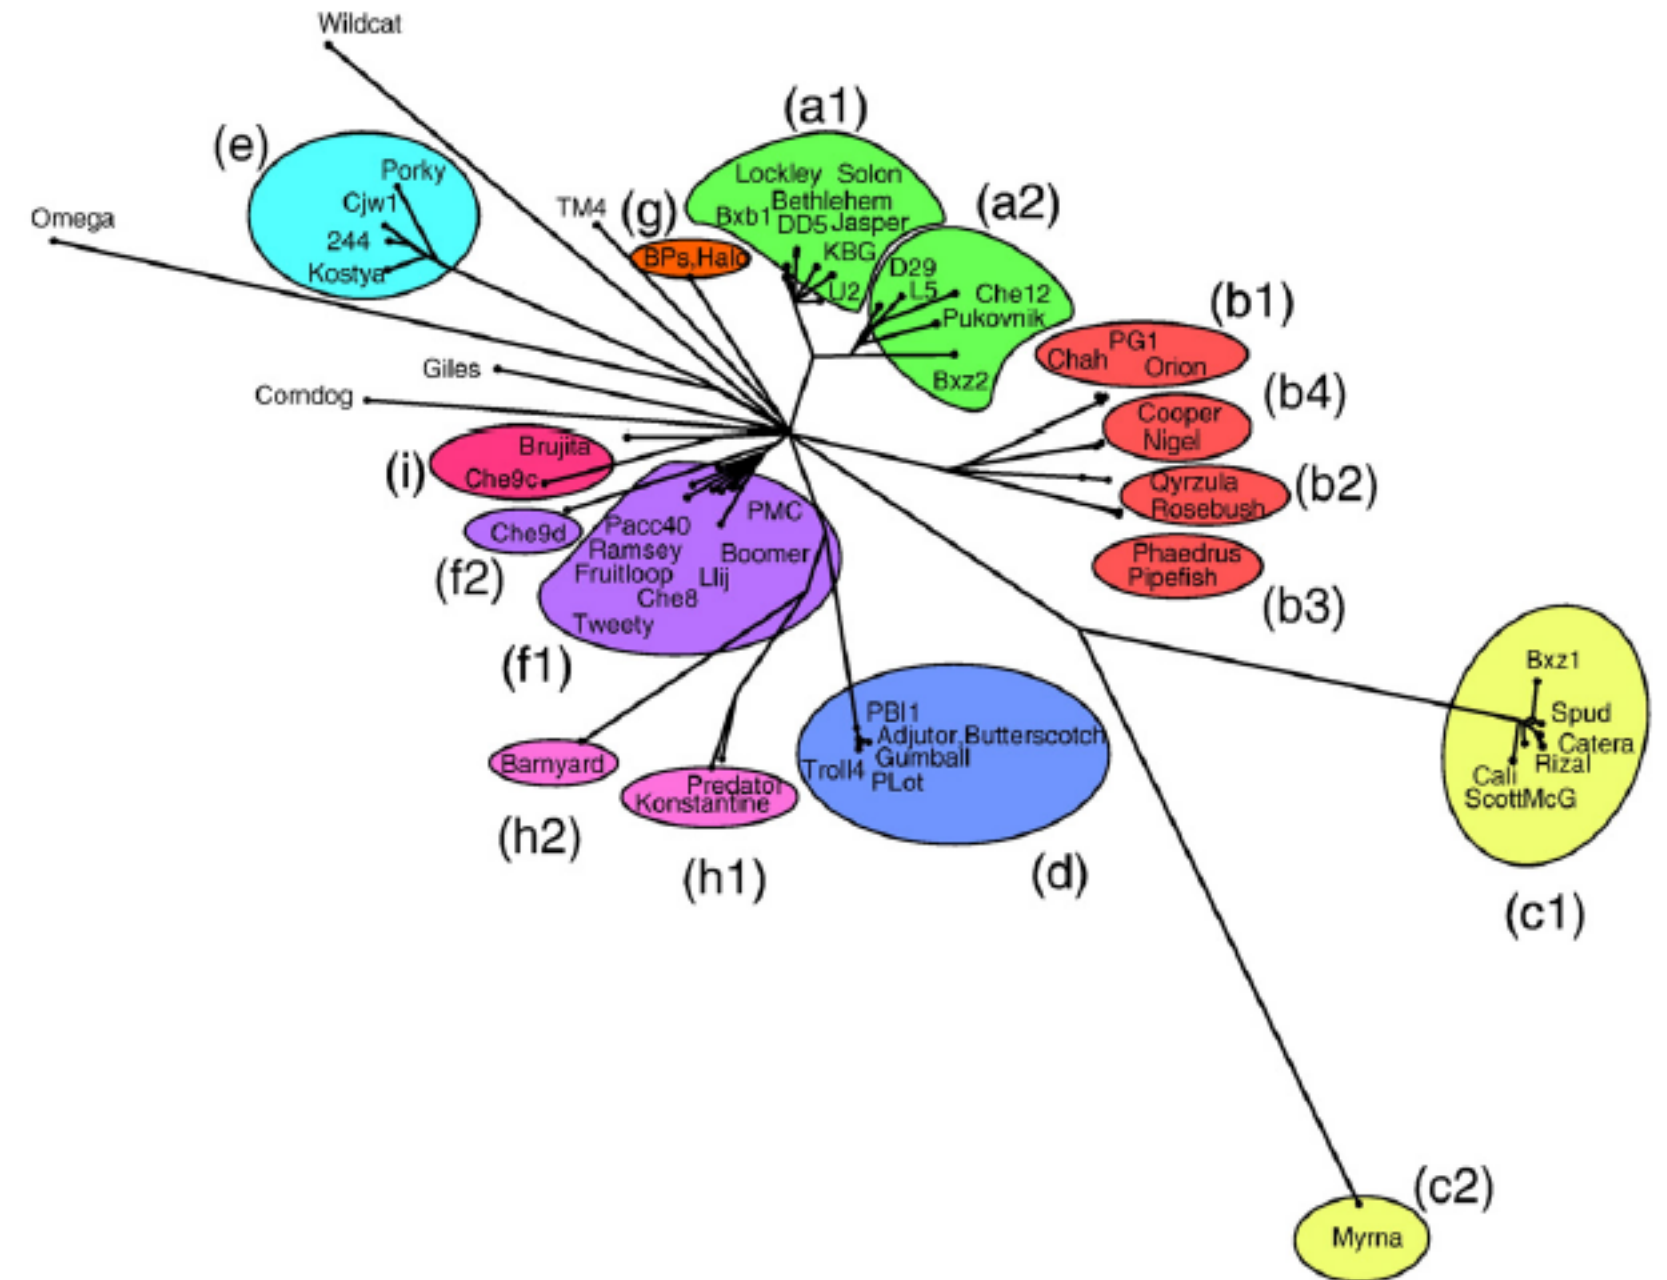 Wildcat
(a1)
(e)
Porky
Lockley Solon
Cjw1
Bethlehem
(a2)
Omega
TM4
(g)
Bxb1 DD5 Jasper
244
KBG
BPs,Halo
D29
Kostya
U2
L5
Che12
(b1)
Pukovnik
PG1
Giles
Chah
Orion
Bxz2
(b4)
Corndog
Cooper
Nigel
Brujita
(i)
Che9c
Qyrzula
(b2)
Rosebush
PMC
Pacc40
Che9d
Ramsey
Boomer
Phaedrus
(f2)
Fruitloop
Llij
Pipefish
Che8
(b3)
Tweety
(f1)
Bxz1
PBI1
Spud
Adjutor,Butterscotch
Catera
Barnyard
Gumball
Rizal
Troll4
PLot
Cali
Predator
ScottMcG
Konstantine
(h2)
(h1)
(d)
(c1)
(c2)
Myrna